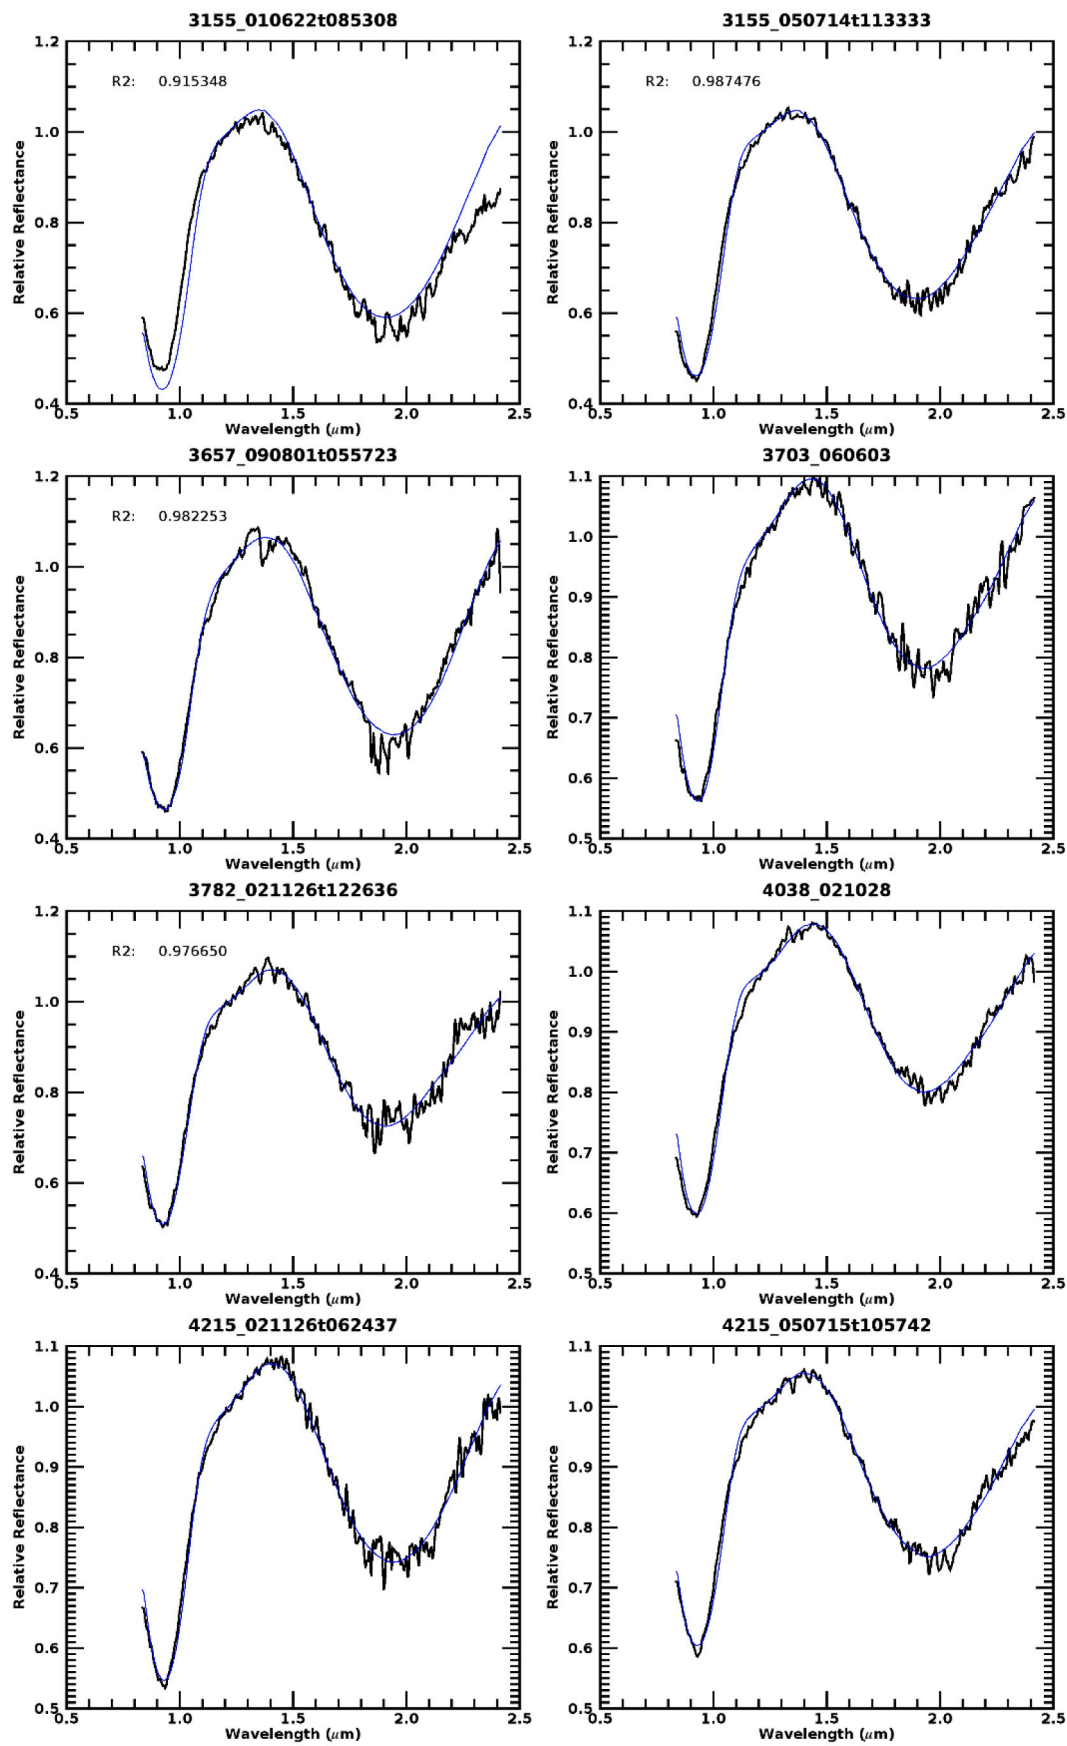 3155_010622t085308
3155_050714t113333
R2: 0.915348
R2: 0.987476
1.2
1.0
0.8
0.6
0.4
Relative Reflectance
0.5 1.0 1.5 2.0 2.5
Wavelength (μm)
1.2
1.0
0.8
0.6
0.4
Relative Reflectance
0.5 1.0 1.5 2.0 2.5
Wavelength (μm)
3657_090801t055723
3703_060603
R2: 0.982253
1.2
1.0
0.8
0.6
0.4
Relative Reflectance
0.5 1.0 1.5 2.0 2.5
Wavelength (μm)
1.1
1.0
0.9
0.8
0.7
0.6
0.5
Relative Reflectance
0.5 1.0 1.5 2.0 2.5
Wavelength (μm)
3782_021126t122636
4038_021028
R2: 0.976650
1.2
1.0
0.8
0.6
0.4
Relative Reflectance
0.5 1.0 1.5 2.0 2.5
Wavelength (μm)
1.1
1.0
0.9
0.8
0.7
0.6
0.5
Relative Reflectance
0.5 1.0 1.5 2.0 2.5
Wavelength (μm)
4215_021126t062437
4215_050715t105742
1.1
1.0
0.9
0.8
0.7
0.6
0.5
Relative Reflectance
0.5 1.0 1.5 2.0 2.5
Wavelength (μm)
1.1
1.0
0.9
0.8
0.7
0.6
0.5
Relative Reflectance
0.5 1.0 1.5 2.0 2.5
Wavelength (μm)